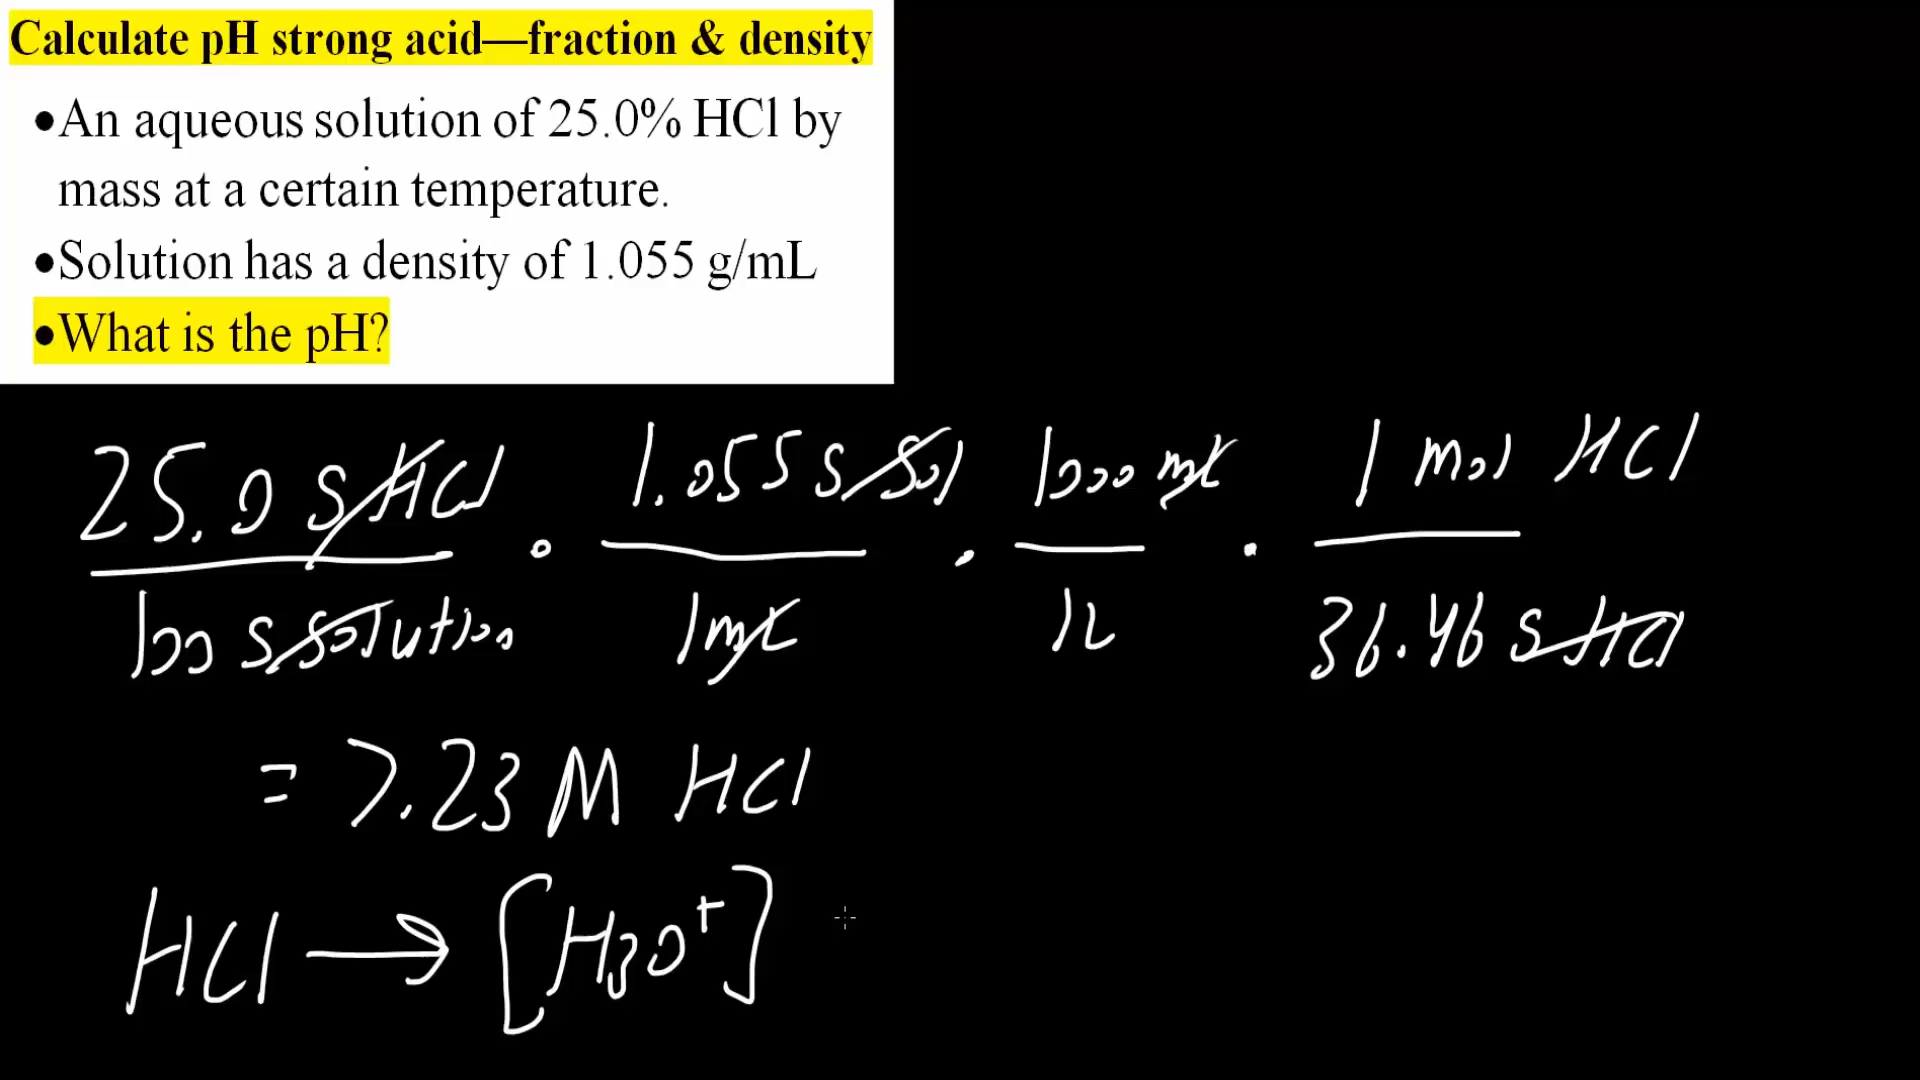 Calculate pH strong acid—fraction & density
•An aqueous solution of 25.0% HCl by
mass at a certain temperature.
•Solution has a density of 1.055 g/mL
•What is the pH?
25.0 g HCl · 1.055 g sol · 1000 mL · 1 mol HCl
100 g solution 1 mL 1L 36.46 g HCl
= 7.23 M HCl
HCl → [H3O+]